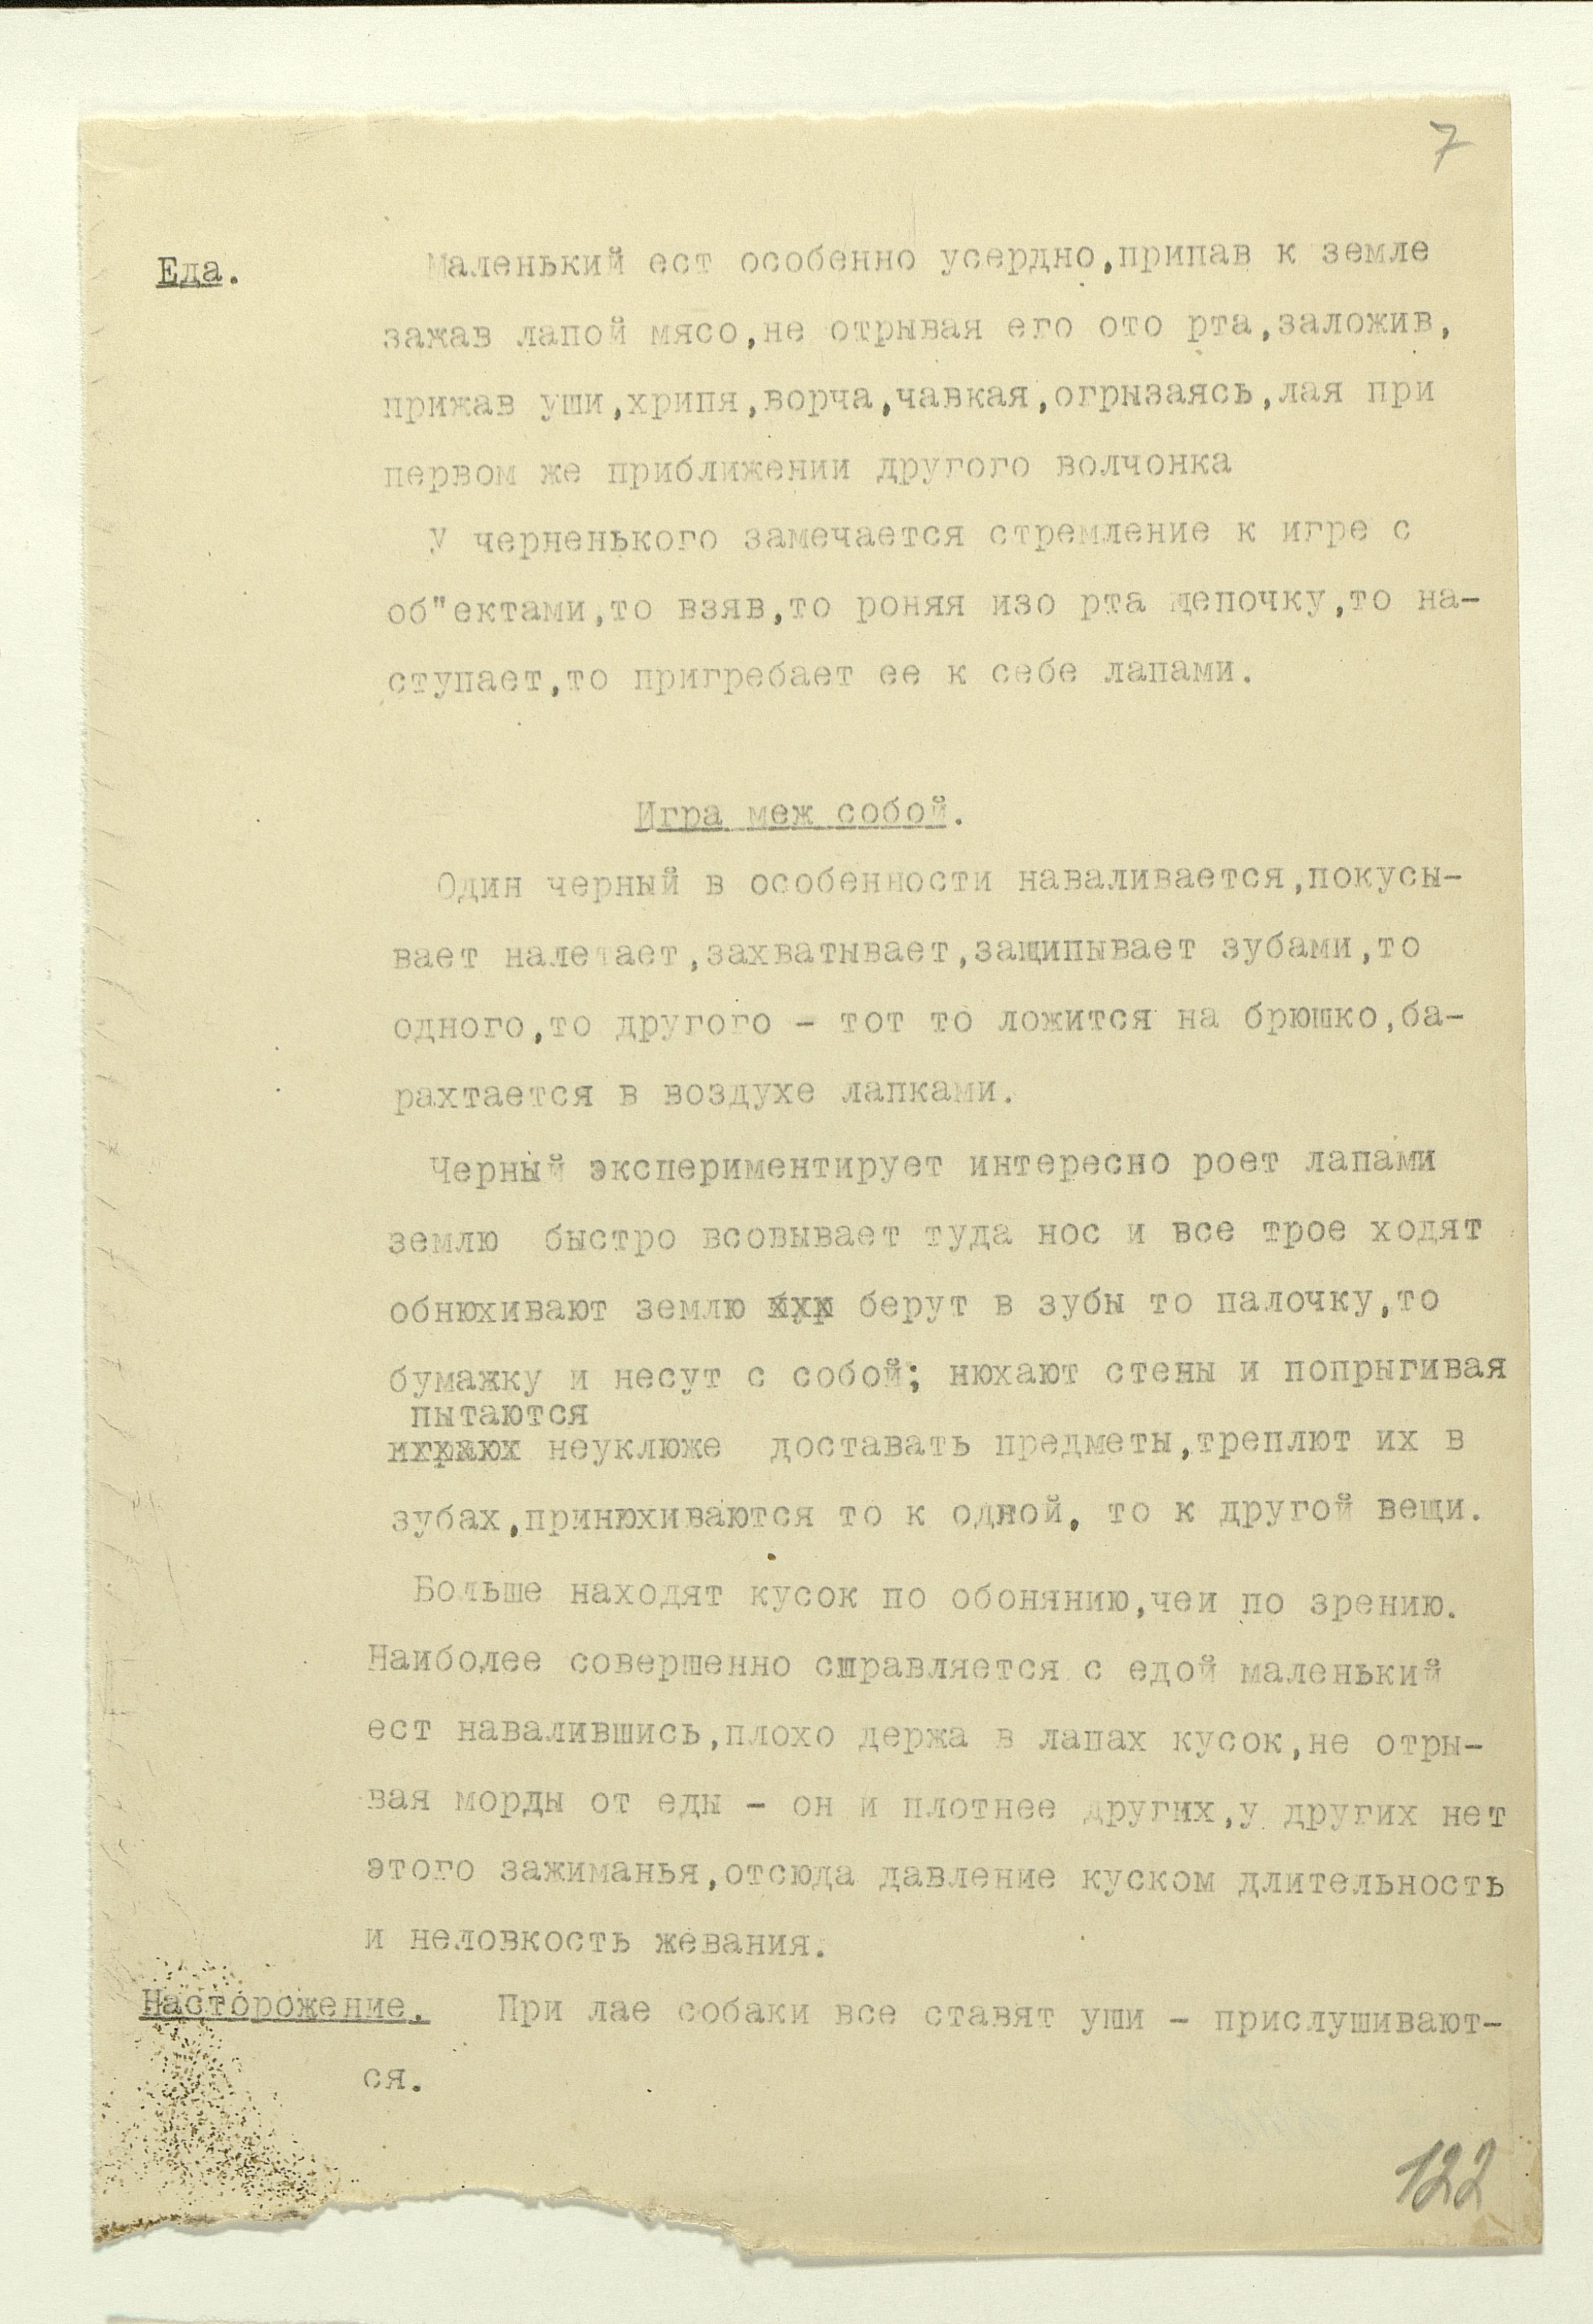 7
Еда. Маленький ест особенно усердно,припав к земле
зажав лапой мясо,не отрывая его ото рта,заложив,
прижав уши,хрипя,ворча,чавкая,огрызаясь,лая при
первом же приближении другого волчонка
У черненького замечается стремление к игре с
об"ектами,то взяв,то роняя изо рта щепочку,то на-
ступает,то пригребает ее к себе лапами.
Игра меж собой.
Один черный в особенности наваливается,покусы-
вает налетает,захватывает,защипывает зубами,то
одного,то другого - тот то ложится на брюшко,ба-
рахтается в воздухе лапками.
Черный экспериментирует интересно роет лапами
землю быстро всовывает туда нос и все трое ходят
обнюхивают землю берут в зубы то палочку,то
бумажку и несут с собой; нюхают стены и попрыгивая
пытаются
играют неуклюже доставать предметы,треплют их в
зубах,принюхиваются то к одной, то к другой вещи.
Больше находят кусок по обонянию,чеи по зрению.
Наиболее совершенно справляется с едой маленький
ест навалившись,плохо держа в лапах кусок,не отры-
вая морды от еды - он и плотнее других,у других нет
этого зажиманья,отсюда давление куском длительность
и неловкость жевания.
Насторожение. При лае собаки все ставят уши - прислушивают-
ся.
122